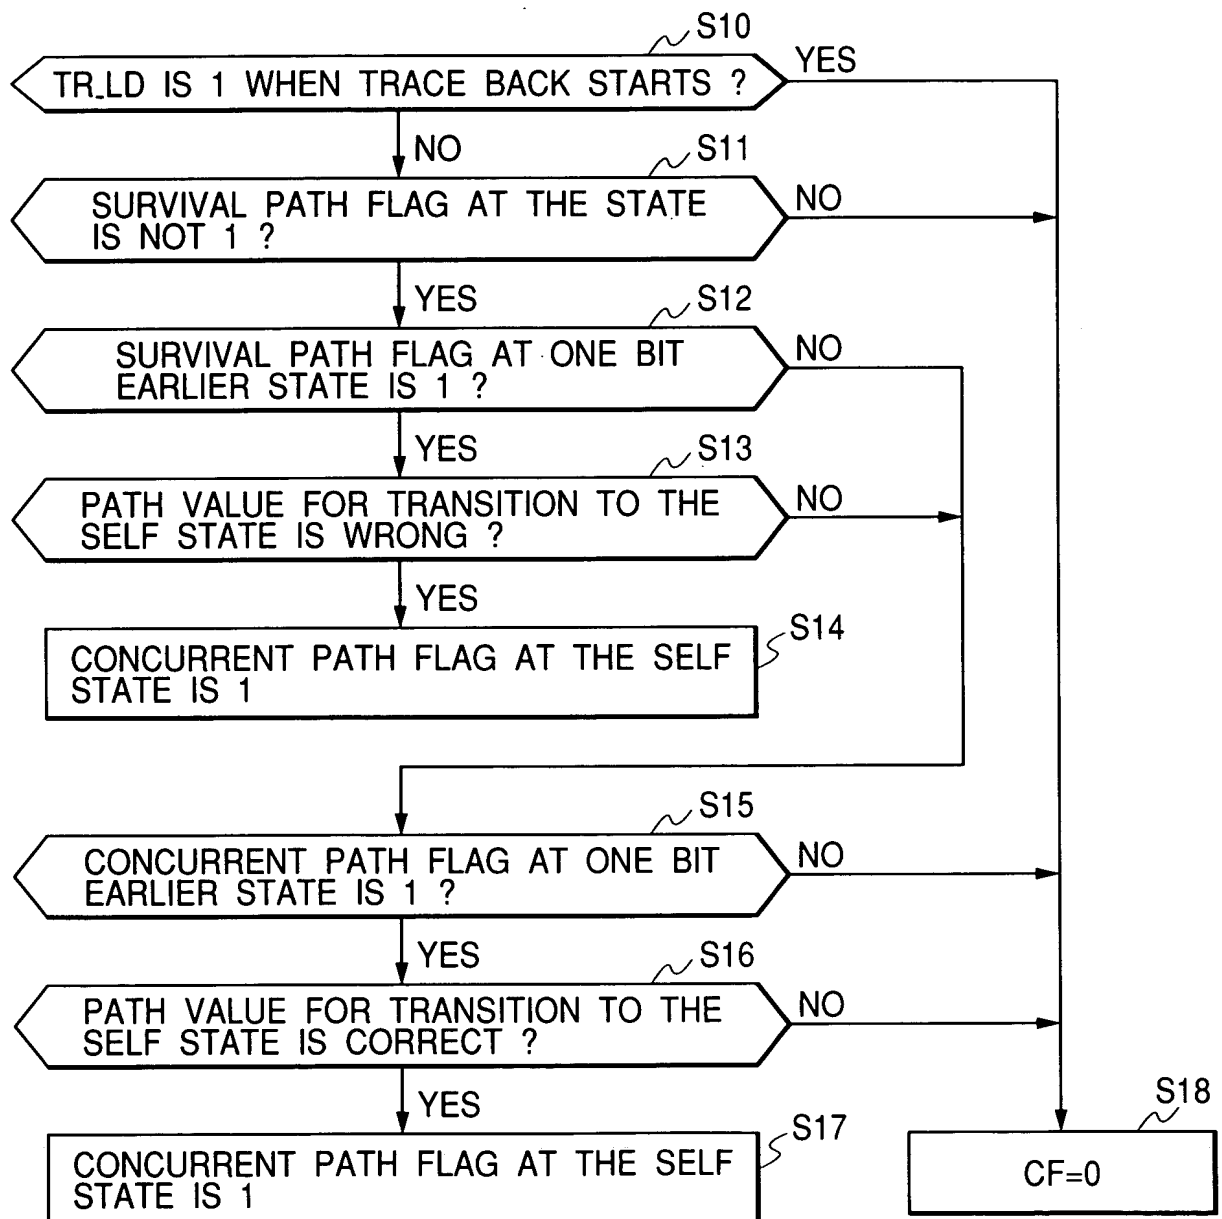 S10
TR_LD IS 1 WHEN TRACE BACK STARTS ?
YES
NO
S11
SURVIVAL PATH FLAG AT THE STATE
IS NOT 1 ?
NO
YES
S12
SURVIVAL PATH FLAG AT ONE BIT
EARLIER STATE IS 1 ?
NO
YES
S13
PATH VALUE FOR TRANSITION TO THE
SELF STATE IS WRONG ?
NO
YES
S14
CONCURRENT PATH FLAG AT THE SELF
STATE IS 1
S15
CONCURRENT PATH FLAG AT ONE BIT
EARLIER STATE IS 1 ?
NO
YES
S16
PATH VALUE FOR TRANSITION TO THE
SELF STATE IS CORRECT ?
NO
YES
S17
CONCURRENT PATH FLAG AT THE SELF
STATE IS 1
S18
CF=0